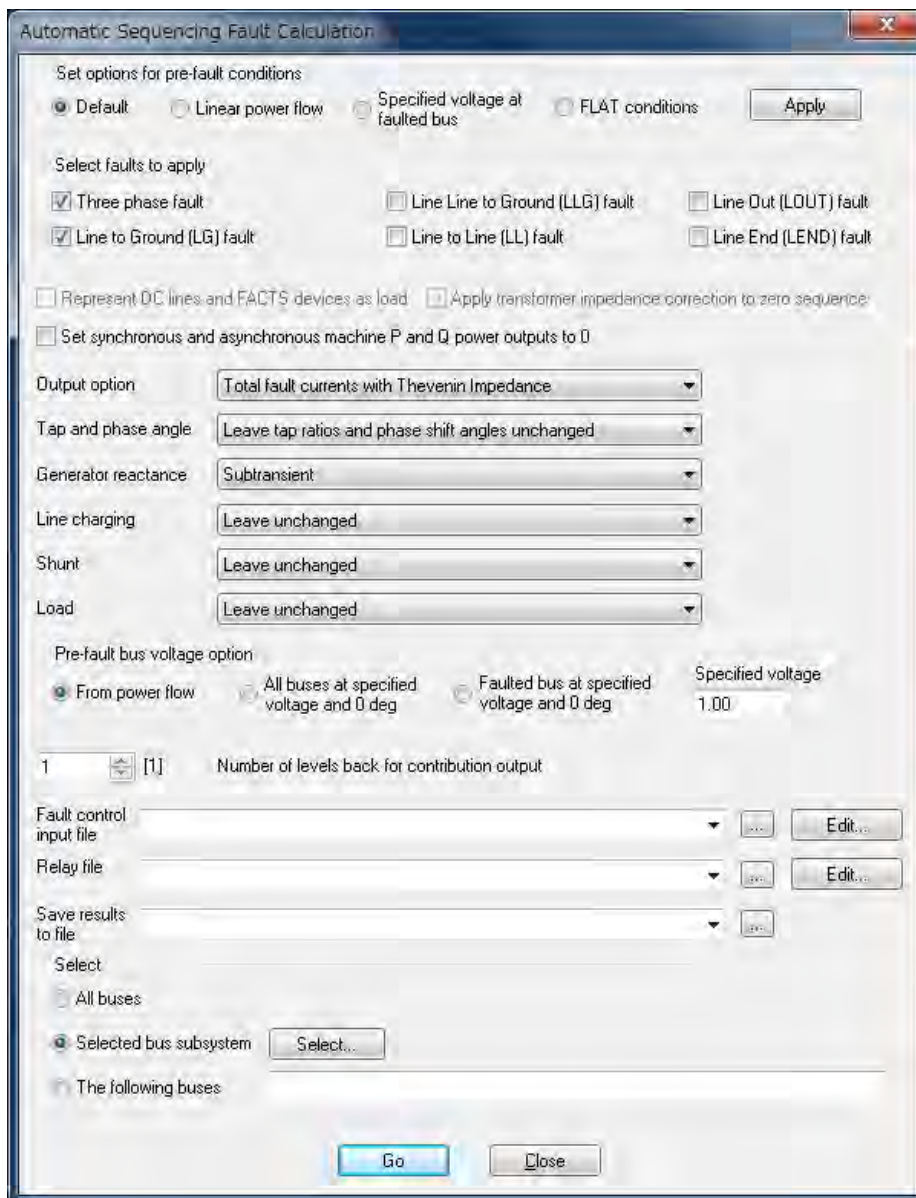 Automatic Sequencing Fault Calculation
Set options for pre-fault conditions
Default
Linear power flow
Specified voltage at
faulted bus
FLAT conditions
Apply
Select faults to apply
Three phase fault
Line Line to Ground (LLG) fault
Line Out (LOUT) fault
Line to Ground (LG) fault
Line to Line (LL) fault
Line End (LEND) fault
Represent DC lines and FACTS devices as load
Apply transformer impedance correction to zero sequence
Set synchronous and asynchronous machine P and Q power outputs to 0
Output option
Total fault currents with Thevenin Impedance
Tap and phase angle
Leave tap ratios and phase shift angles unchanged
Generator reactance
Subtransient
Line charging
Leave unchanged
Shunt
Leave unchanged
Load
Leave unchanged
Pre-fault bus voltage option
From power flow
All buses at specified
voltage and 0 deg
Faulted bus at specified
voltage and 0 deg
Specified voltage
1.00
1
[1]
Number of levels back for contribution output
Fault control
input file
...
Edit...
Relay file
...
Edit...
Save results
to file
...
Select
All buses
Selected bus subsystem
Select...
The following buses
Go
Close